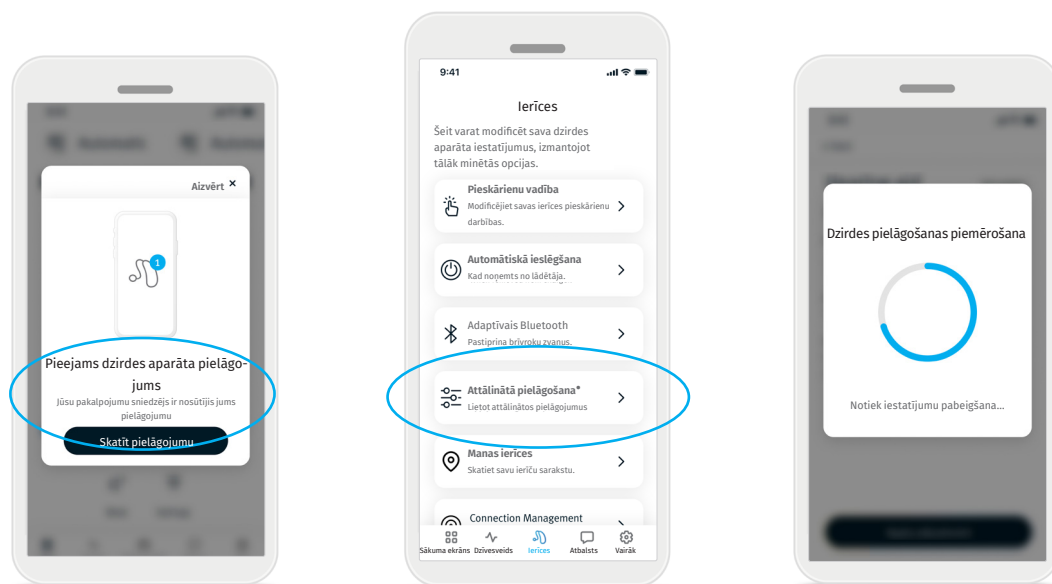 Aizvērt ×
1
Pieejams dzirdes aparāta pielāgo-
jums
Jūsu pakalpojumu sniedzējs ir nosūtījis jums
pielāgojumu
Skatīt pielāgojumu
9:41
Ierīces
Šeit varat modificēt sava dzirdes
aparāta iestatījumus, izmantojot
tālāk minētās opcijas.
Pieskārienu vadība
Modificējiet savas ierīces pieskārienu
darbības.
Automātiskā ieslēgšana
Kad noņemts no lādētāja.
Adaptīvais Bluetooth
Pastiprina brīvroku zvanus.
Attālinātā pielāgošana*
Lietot attālinātos pielāgojumus
Manas ierīces
Skatiet savu ierīču sarakstu.
Connection Management
Sākuma ekrāns Dzīvesveids Ierīces Atbalsts Vairāk
Dzirdes pielāgošanas piemērošana
Notiek iestatījumu pabeigšana...